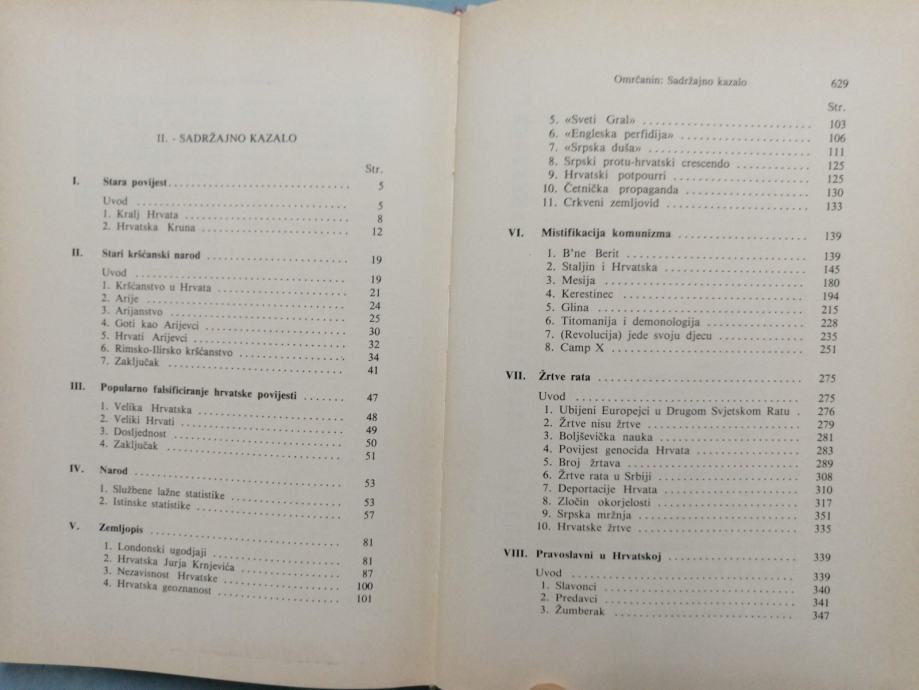 II. - SADRŽAJNO KAZALO
Str.
I. Stara povijest 5
Uvod 5
1. Kralj Hrvata 8
2. Hrvatska Kruna 12
II. Stari kršćanski narod 19
Uvod 19
1. Kršćanstvo u Hrvata 21
2. Arije 24
3. Arijanstvo 25
4. Goti kao Arijevci 30
5. Hrvati Arijevci 32
6. Rimsko-Ilirsko kršćanstvo 34
7. Zaključak 41
III. Popularno falsificiranje hrvatske povijesti 47
1. Velika Hrvatska 48
2. Veliki Hrvati 49
3. Dosljednost 50
4. Zaključak 51
IV. Narod 53
1. Službene lažne statistike 53
2. Istinske statistike 57
V. Zemljopis 81
1. Londonski ugodjaji 81
2. Hrvatska Jurja Krnjevića 87
3. Nezavisnost Hrvatske 100
4. Hrvatska geoznanost 101
Omrčanin: Sadržajno kazalo 629
Str.
5. «Sveti Gral» 103
6. «Engleska perfidija» 106
7. «Srpska duša» 111
8. Srpski protu-hrvatski crescendo 125
9. Hrvatski potpourri 125
10. Četnička propaganda 130
11. Crkveni zemljovid 133
VI. Mistifikacija komunizma 139
1. B'ne Berit 139
2. Staljin i Hrvatska 145
3. Mesija 180
4. Kerestinec 194
5. Glina 215
6. Titomanija i demonologija 228
7. (Revolucija) jede svoju djecu 235
8. Camp X 251
VII. Žrtve rata 275
Uvod 275
1. Ubijeni Europejci u Drugom Svjetskom Ratu . 276
2. Žrtve nisu žrtve 279
3. Boljševička nauka 281
4. Povijest genocida Hrvata 283
5. Broj žrtava 289
6. Žrtve rata u Srbiji 308
7. Deportacije Hrvata 310
8. Zločin okorjelosti 317
9. Srpska mržnja 351
10. Hrvatske žrtve 335
VIII. Pravoslavni u Hrvatskoj 339
Uvod 339
1. Slavonci 340
2. Predavci 341
3. Žumberak 347